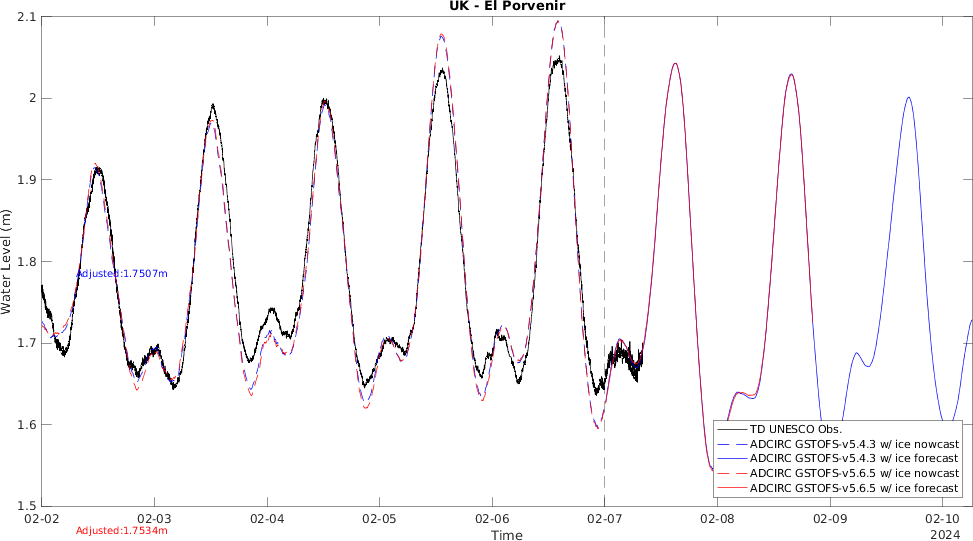 UK - El Porvenir
2.1
2
1.9
1.8
1.7
1.6
1.5
Water Level (m)
Adjusted:1.7507m
TD UNESCO Obs.
ADCIRC GSTOFS-v5.4.3 w/ ice nowcast
ADCIRC GSTOFS-v5.4.3 w/ ice forecast
ADCIRC GSTOFS-v5.6.5 w/ ice nowcast
ADCIRC GSTOFS-v5.6.5 w/ ice forecast
02-02 02-03 02-04 02-05 02-06 02-07 02-08 02-09 02-10
Adjusted:1.7534m
Time
2024